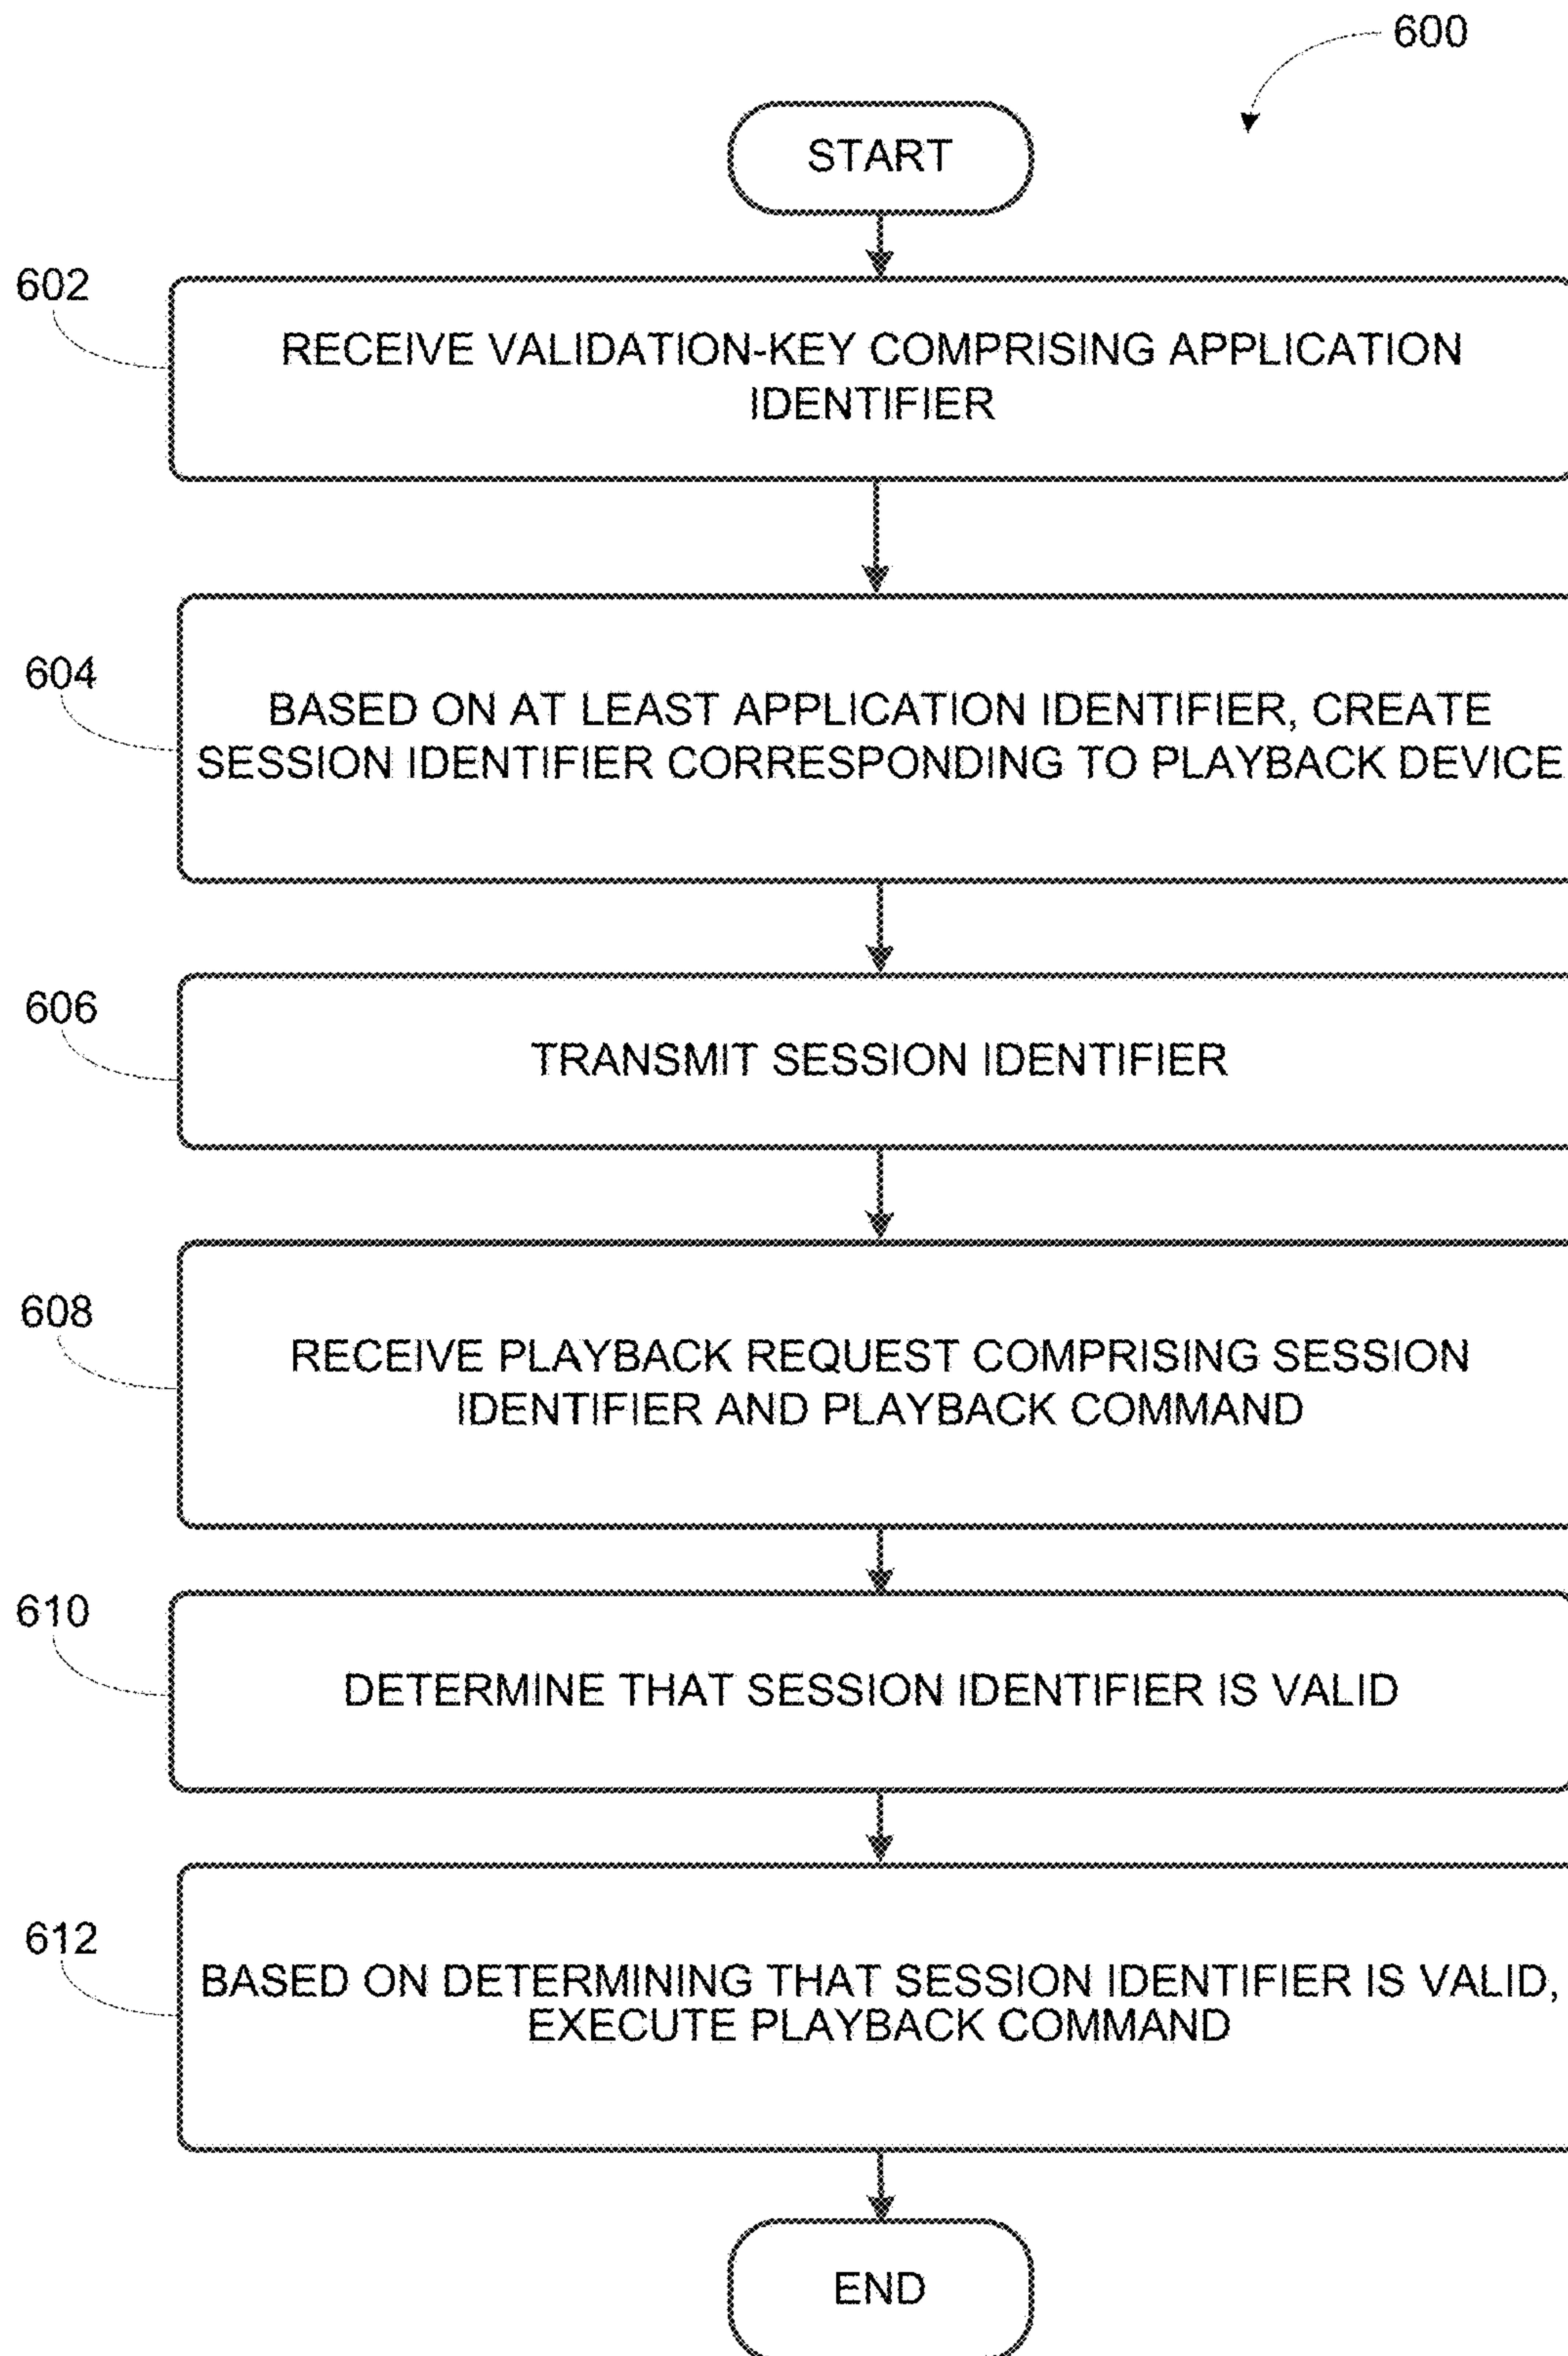 600
START
602
RECEIVE VALIDATION-KEY COMPRISING APPLICATION
IDENTIFIER
604
BASED ON AT LEAST APPLICATION IDENTIFIER, CREATE
SESSION IDENTIFIER CORRESPONDING TO PLAYBACK DEVICE
606
TRANSMIT SESSION IDENTIFIER
608
RECEIVE PLAYBACK REQUEST COMPRISING SESSION
IDENTIFIER AND PLAYBACK COMMAND
610
DETERMINE THAT SESSION IDENTIFIER IS VALID
612
BASED ON DETERMINING THAT SESSION IDENTIFIER IS VALID,
EXECUTE PLAYBACK COMMAND
END